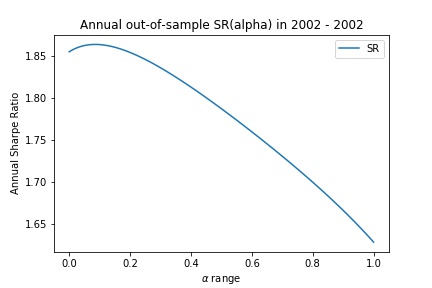 Annual out-of-sample SR(alpha) in 2002 - 2002
SR
Annual Sharpe Ratio
1.85
1.80
1.75
1.70
1.65
0.0 0.2 0.4 0.6 0.8 1.0
α range